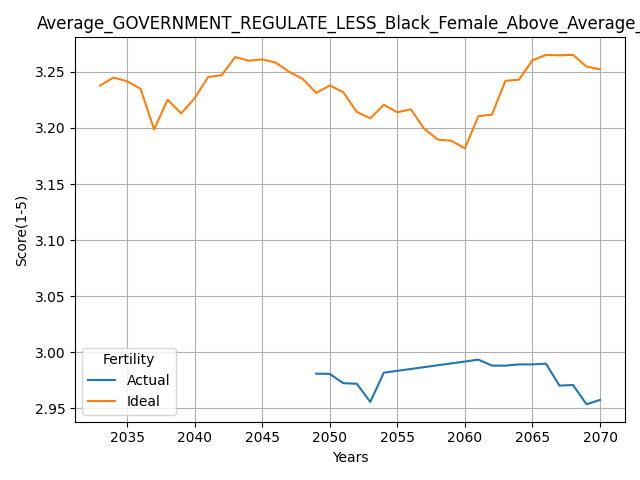 Average_GOVERNMENT_REGULATE_LESS_Black_Female_Above_Average_
3.25
3.20
3.15
3.10
3.05
3.00
2.95
Score(1-5)
Fertility
Actual
Ideal
2035 2040 2045 2050 2055 2060 2065 2070
Years